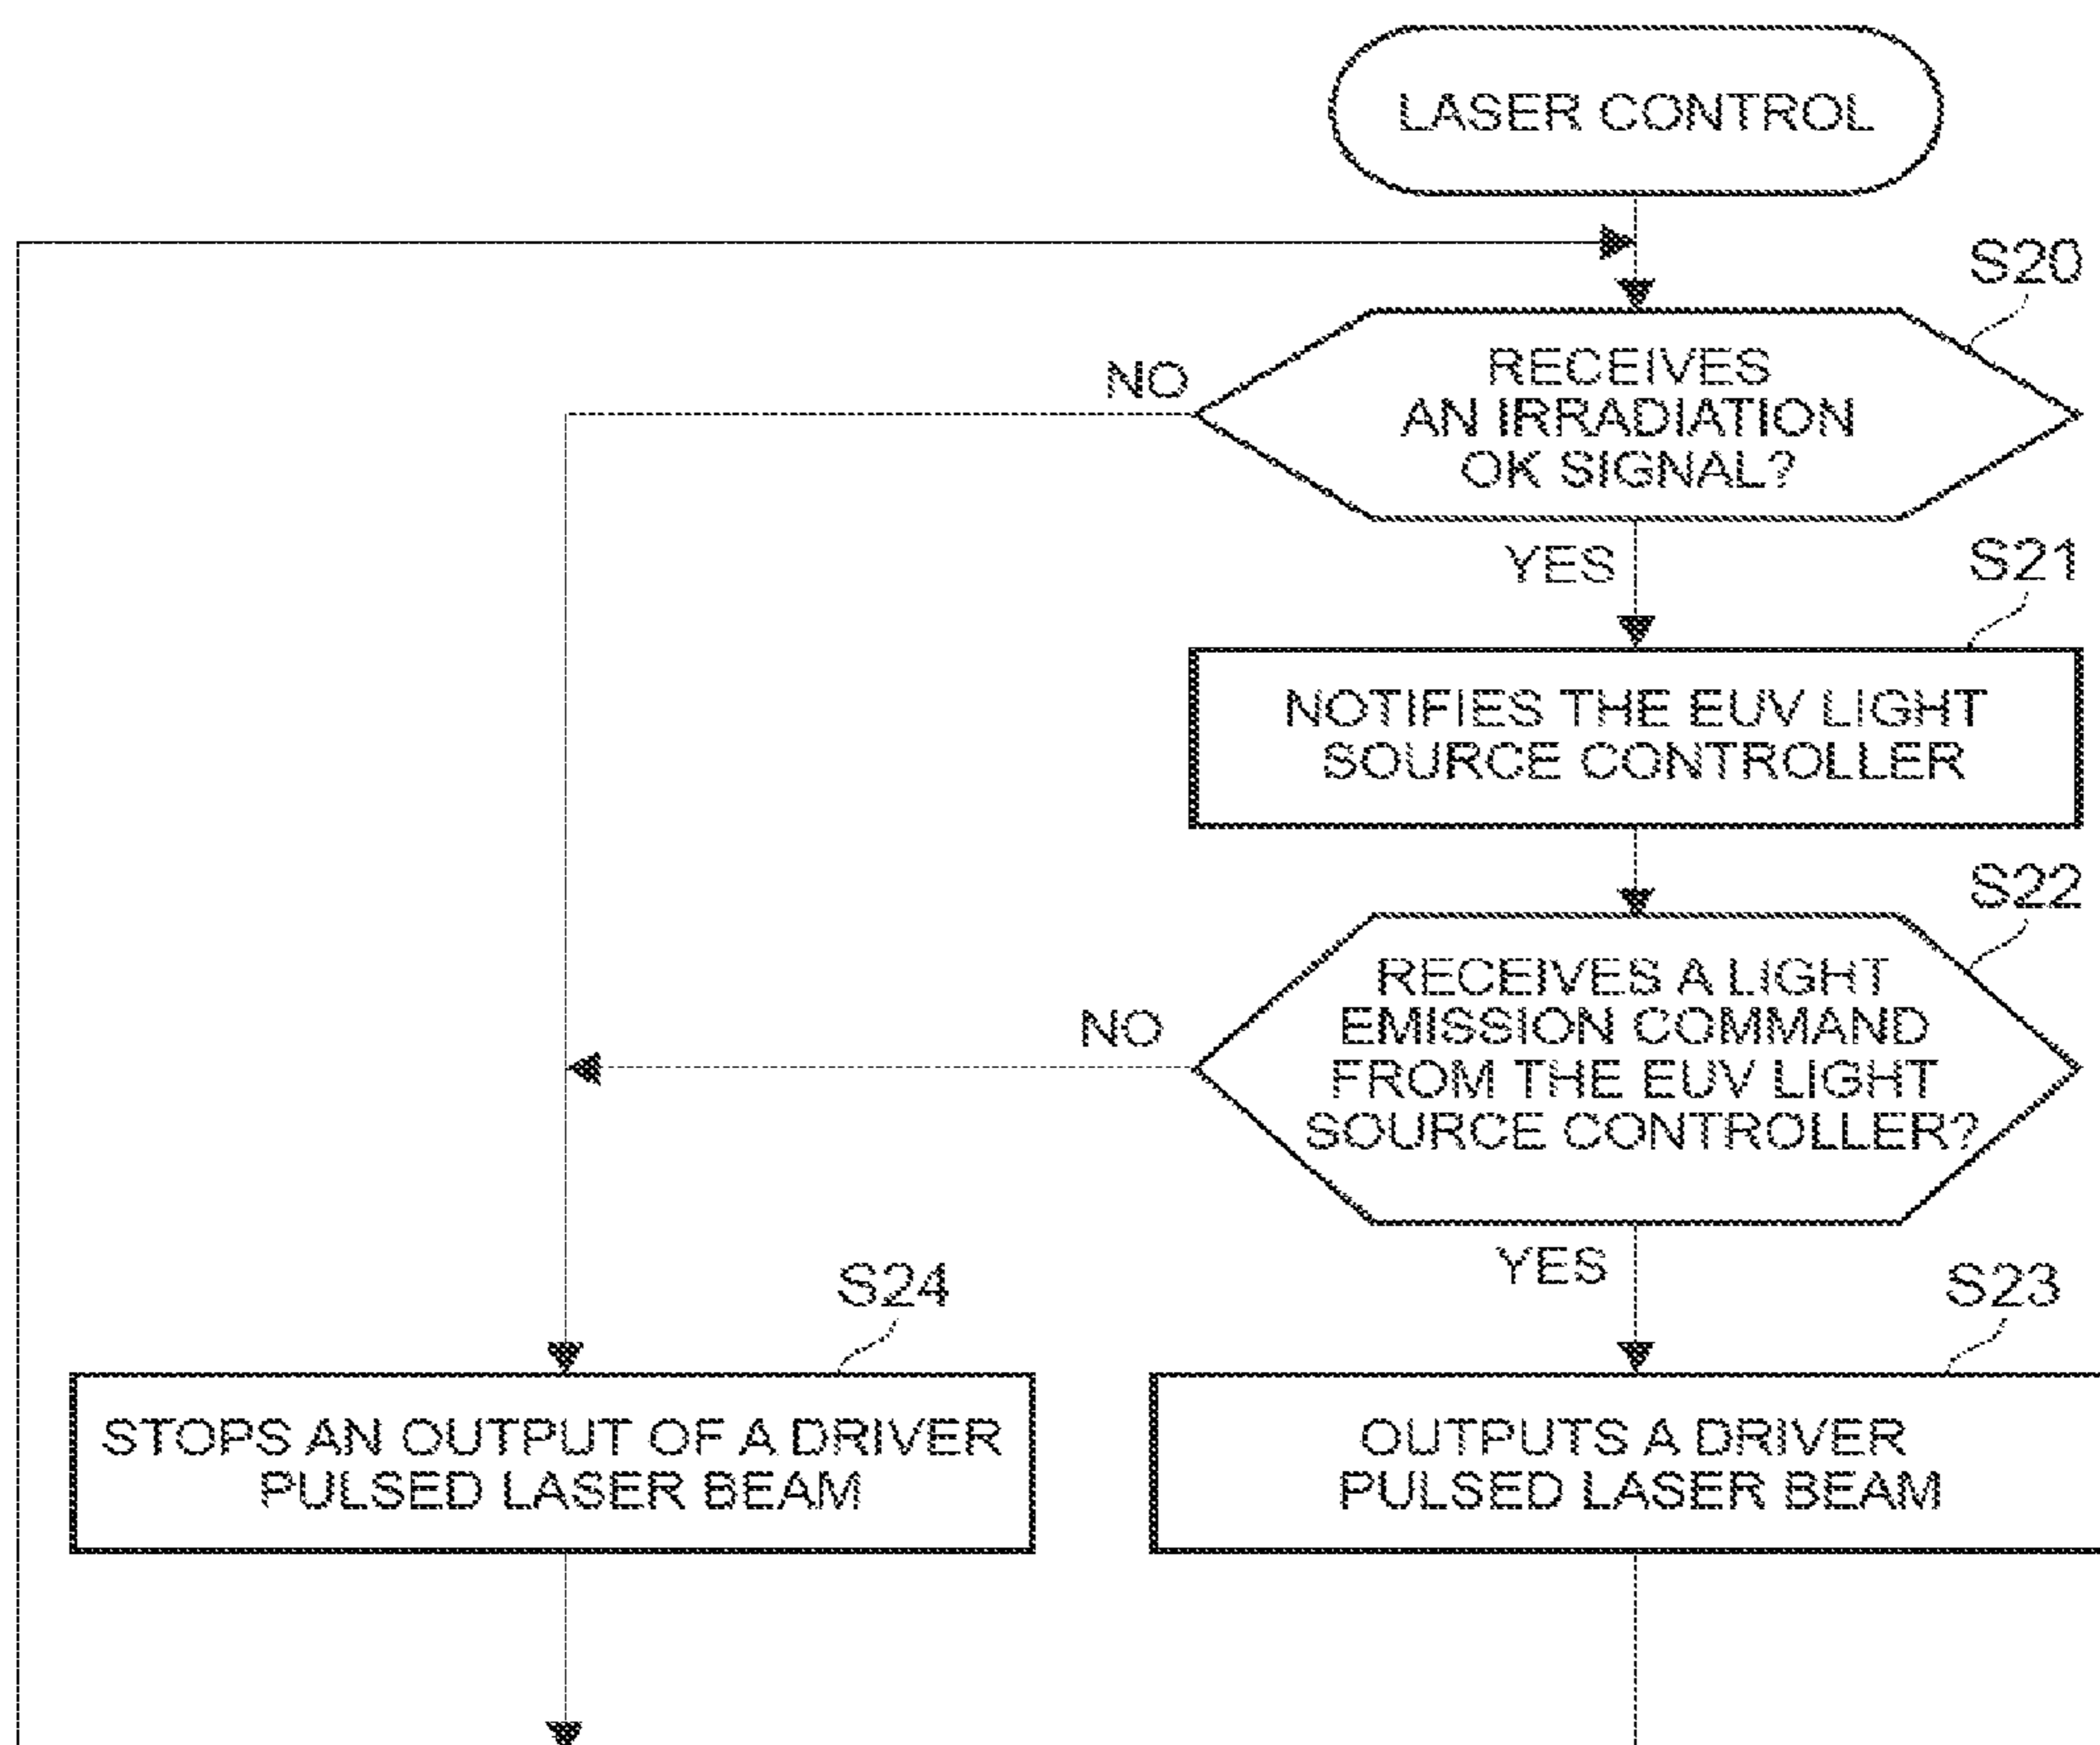 LASER CONTROL
S20
NO
RECEIVES
AN IRRADIATION
OK SIGNAL?
YES
S21
NOTIFIES THE EUV LIGHT
SOURCE CONTROLLER
S22
NO
RECEIVES A LIGHT
EMISSION COMMAND
FROM THE EUV LIGHT
SOURCE CONTROLLER?
YES
S24
S23
STOPS AN OUTPUT OF A DRIVER
PULSED LASER BEAM
OUTPUTS A DRIVER
PULSED LASER BEAM